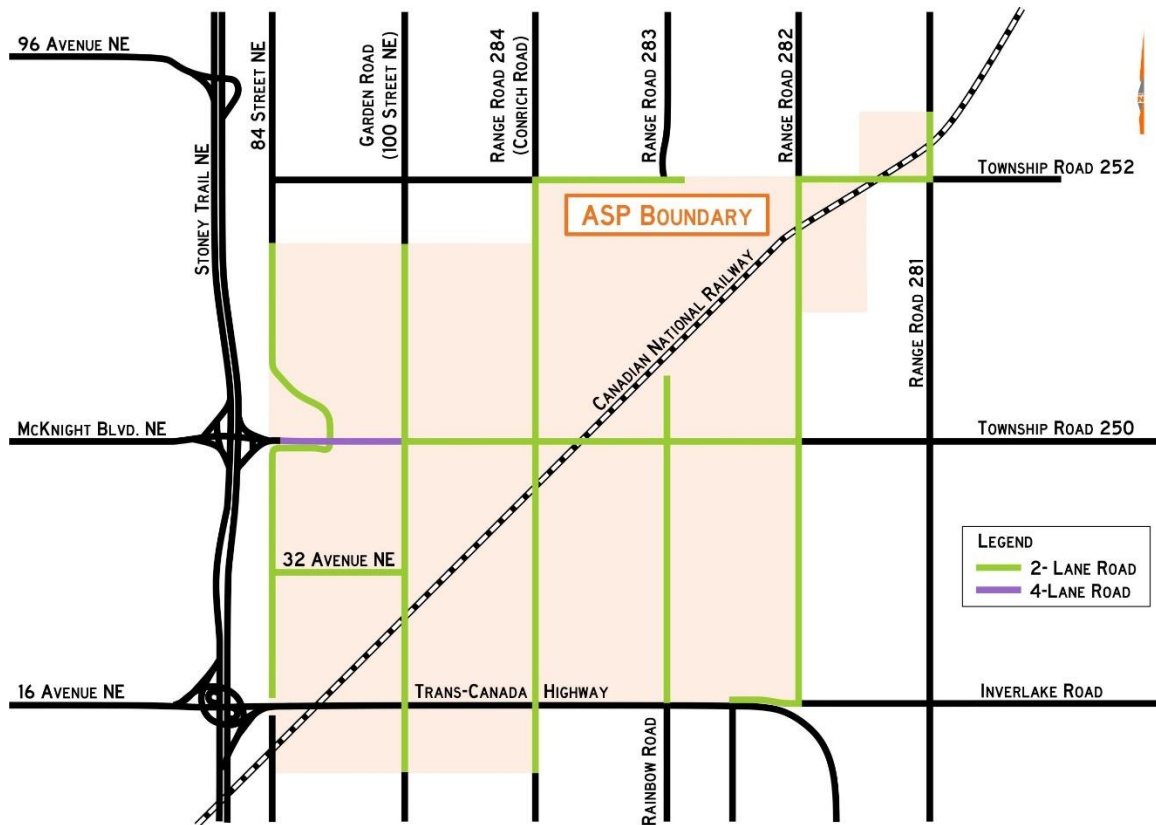 96 Avenue NE
Stoney Trail NE
84 Street NE
Garden Road
(100 Street NE)
Range Road 284
(Conrich Road)
Range Road 283
Range Road 282
N
Township Road 252
ASP Boundary
Canadian National Railway
Range Road 281
McKnight Blvd. NE
Township Road 250
32 Avenue NE
Legend
2- Lane Road
4-Lane Road
16 Avenue NE
Trans-Canada Highway
Inverlake Road
Rainbow Road